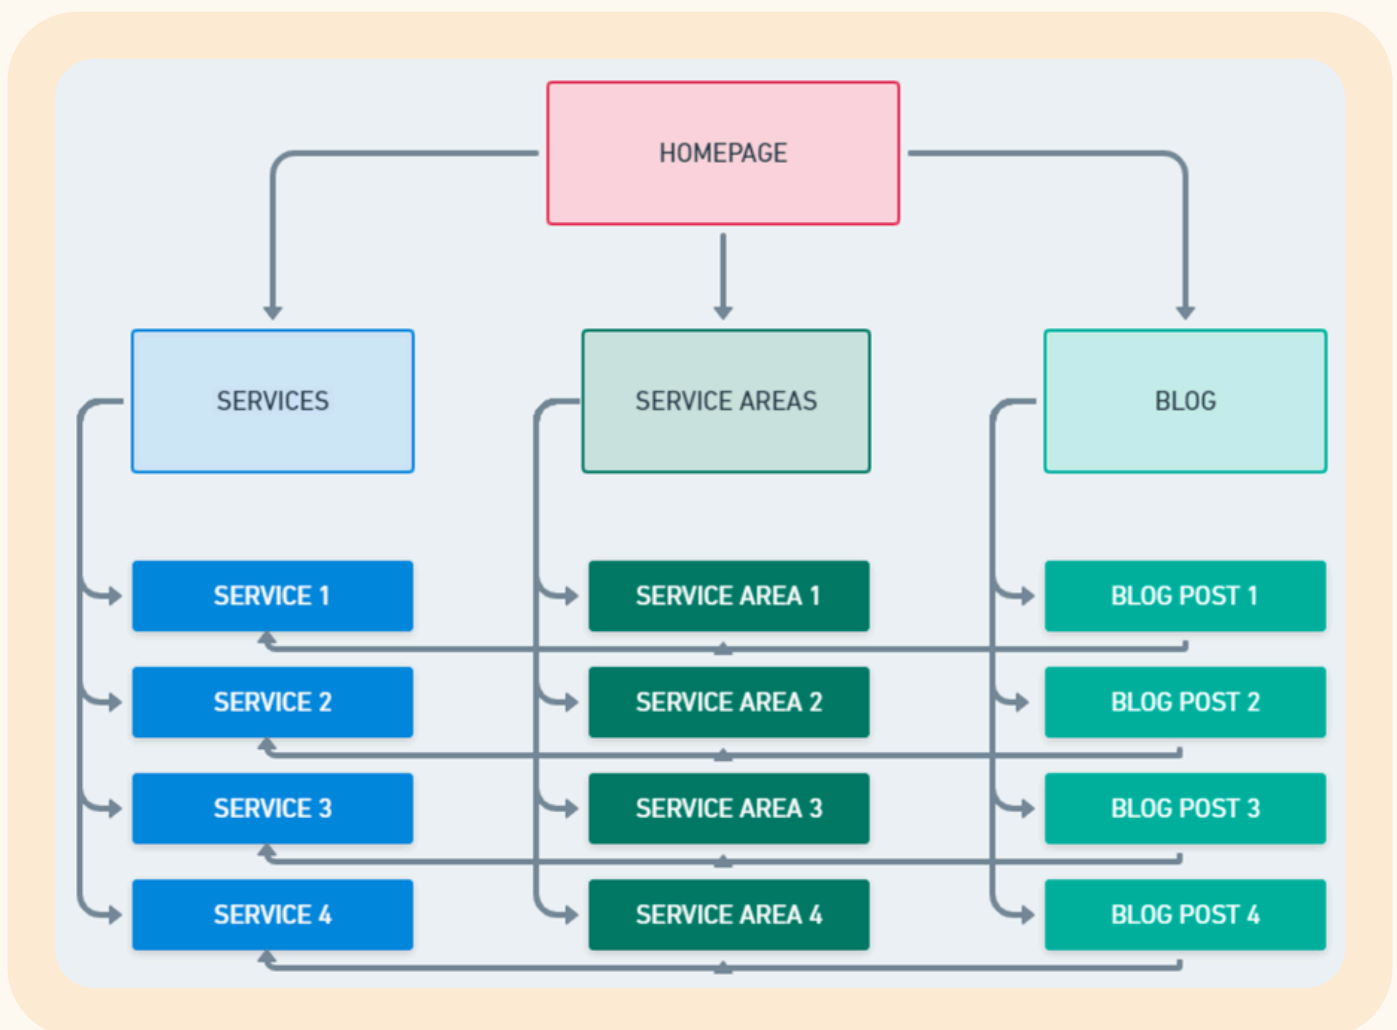 HOMEPAGE
SERVICES
SERVICE AREAS
BLOG
SERVICE 1
SERVICE AREA 1
BLOG POST 1
SERVICE 2
SERVICE AREA 2
BLOG POST 2
SERVICE 3
SERVICE AREA 3
BLOG POST 3
SERVICE 4
SERVICE AREA 4
BLOG POST 4